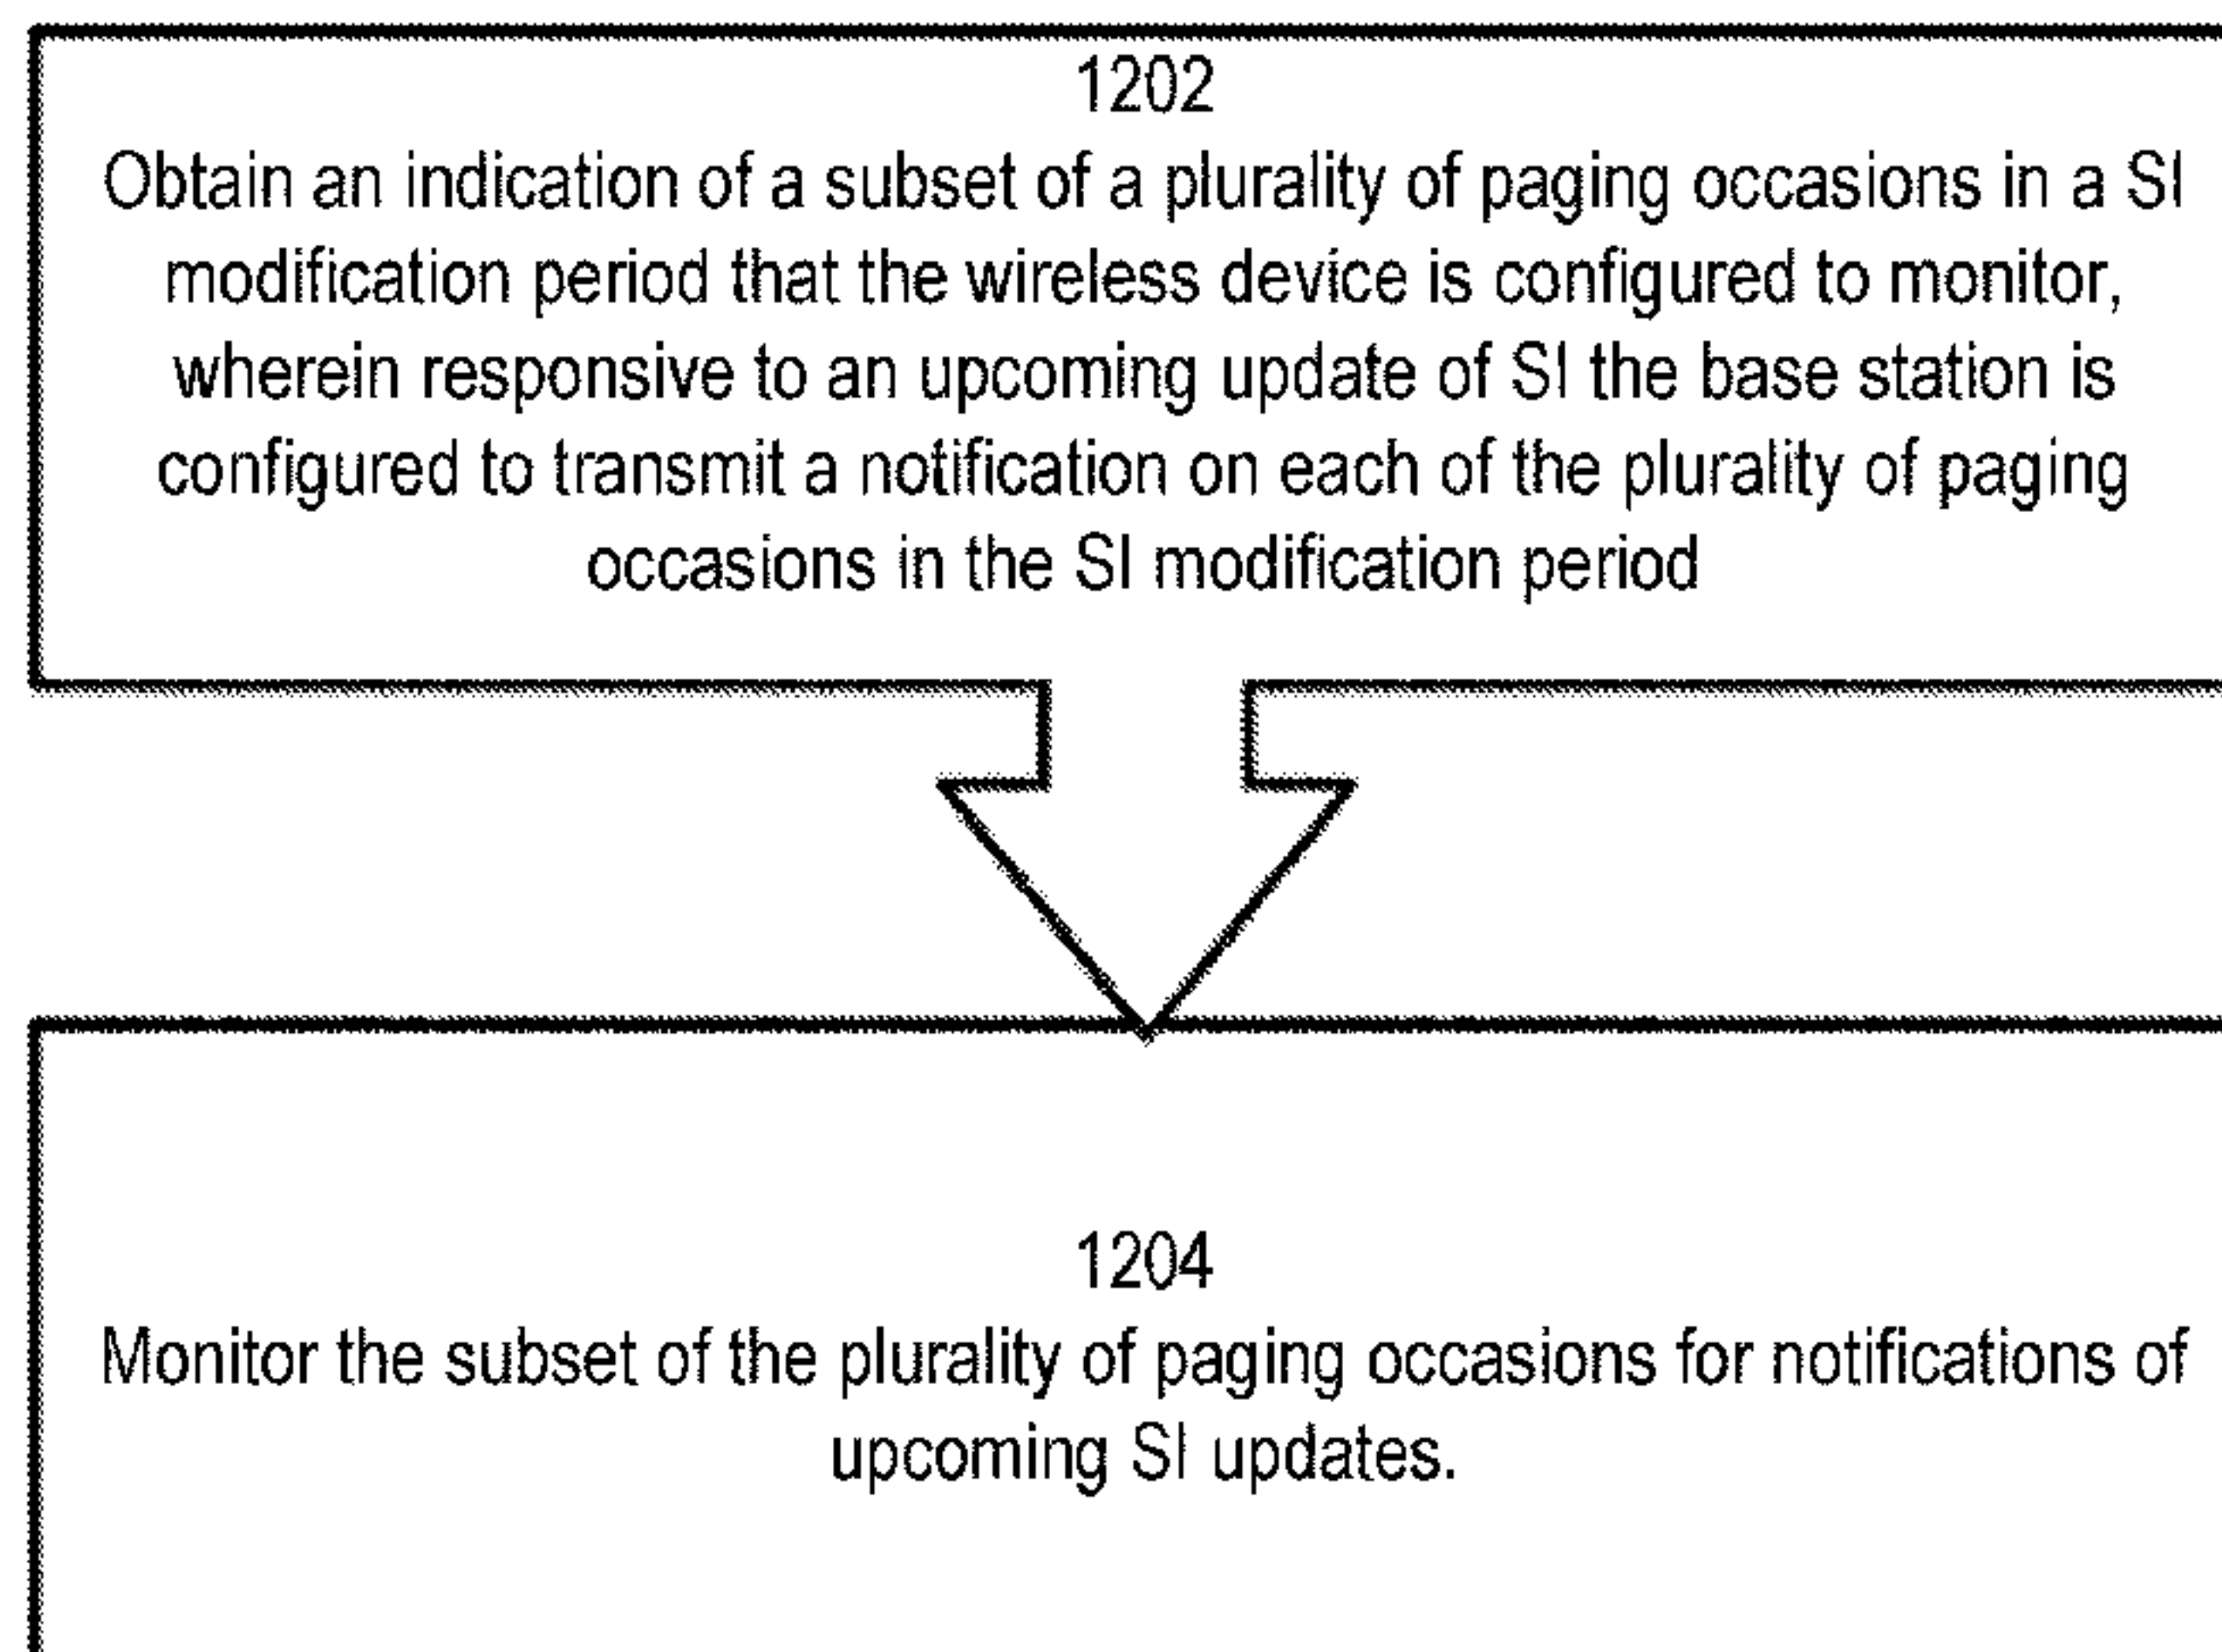 1202
Obtain an indication of a subset of a plurality of paging occasions in a SI
modification period that the wireless device is configured to monitor,
wherein responsive to an upcoming update of SI the base station is
configured to transmit a notification on each of the plurality of paging
occasions in the SI modification period
1204
Monitor the subset of the plurality of paging occasions for notifications of
upcoming SI updates.